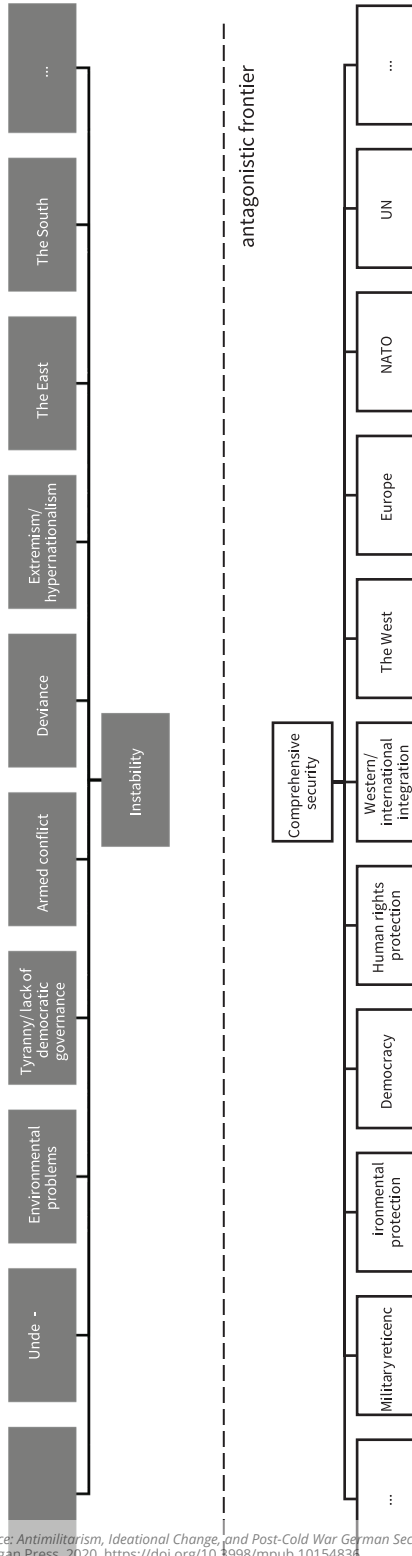 ...
The South
The East
Extremism/
hypernationalism
Deviance
Armed conflict
Tyranny/ lack of
democratic
governance
Environmental
problems
Unde -
Instability
antagonistic frontier
Comprehensive
security
...
UN
NATO
Europe
The West
Western/
international
integration
Human rights
protection
Democracy
ironmental
protection
Military reticenc
...
ce: Antimilitarism, Ideational Change, and Post-Cold War German Sec
gan Press, 2020, https://doi.org/10.3998/mpub.10154836